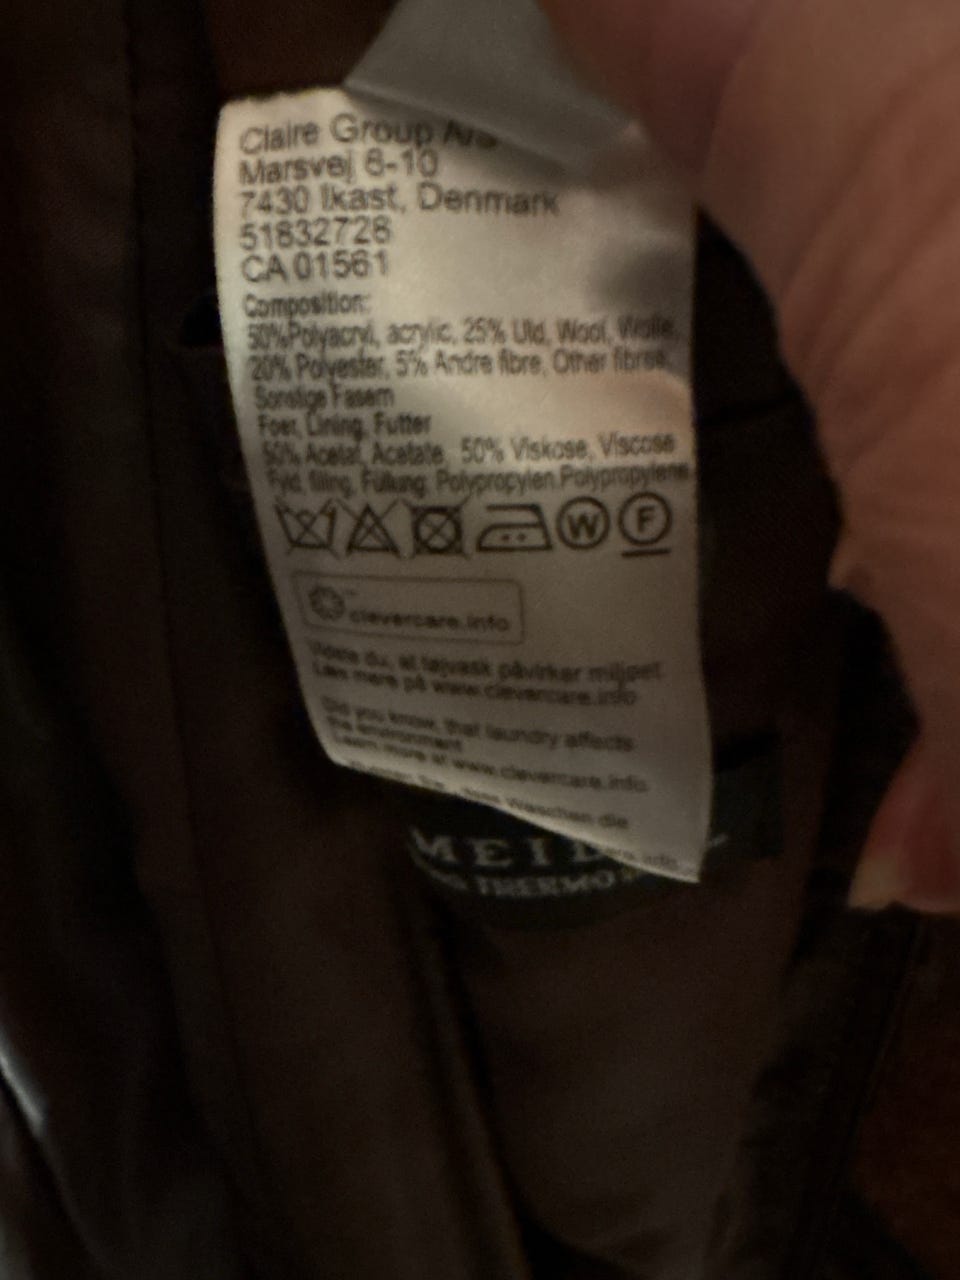 Claire Group A/S
Marsvej 6-10
7430 Ikast, Denmark
51832728
CA 01561
Composition:
50%Polyacryl, acrylic, 25% Uld, Wool, Wolle,
20% Polyester, 5% Andre fibre, Other fibres,
Sonstige Fasern
Foer, Lining, Futter
50% Acetat, Acetate 50% Viskose, Viscose
Fyld, filling, Füllung: Polypropylen,Polypropylene
W F
clevercare.info
Vidste du, at tøjvask påvirker miljøet
Læs mere på www.clevercare.info
Did you know, that laundry affects
the environment
Learn more at www.clevercare.info
Waschen die
THERMO